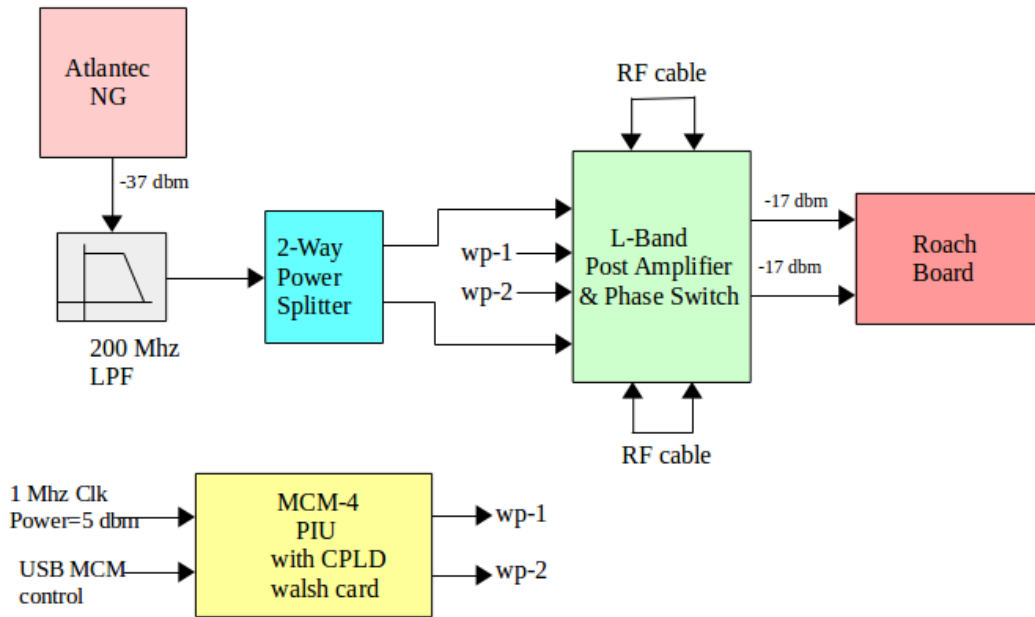 Atlantec
NG
-37 dbm
200 Mhz
LPF
2-Way
Power
Splitter
wp-1
wp-2
RF cable
L-Band
Post Amplifier
& Phase Switch
RF cable
-17 dbm
-17 dbm
Roach
Board
1 Mhz Clk
Power=5 dbm
USB MCM
control
MCM-4
PIU
with CPLD
walsh card
wp-1
wp-2